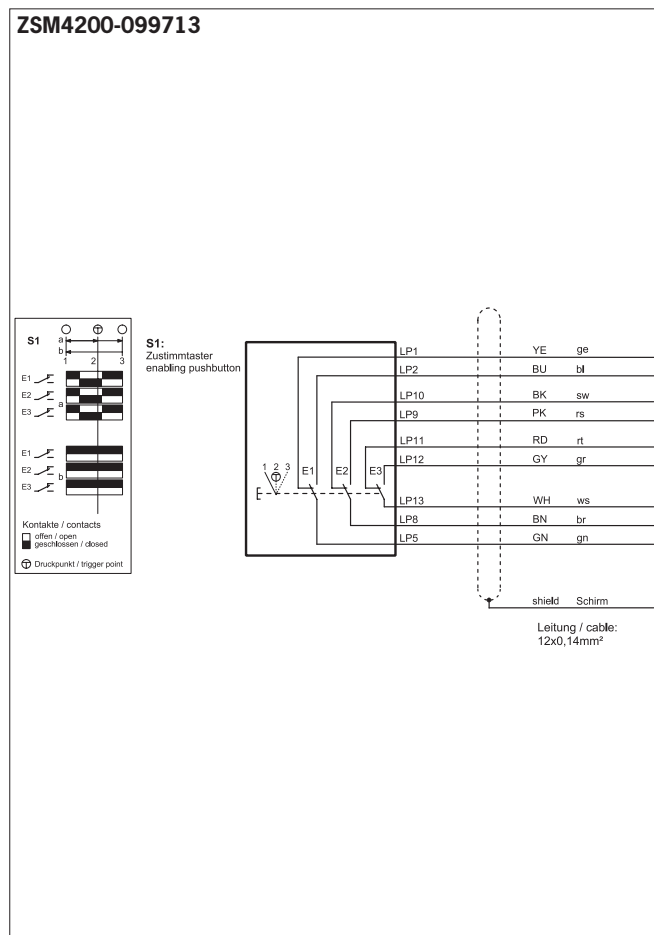 ZSM4200-099713
S1
a
b
1 2 3
E1
E2
a
E3
E1
E2
b
E3
Kontakte / contacts
offen / open
geschlossen / closed
Druckpunkt / trigger point
S1:
Zustimmtaster
enabling pushbutton
1 2 3
E1 E2 E3
LP1 YE ge
LP2 BU bl
LP10 BK sw
LP9 PK rs
LP11 RD rt
LP12 GY gr
LP13 WH ws
LP8 BN br
LP5 GN gn
shield Schirm
Leitung / cable:
12x0,14mm²